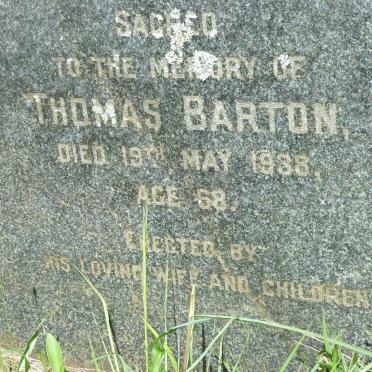 SACRED
TO THE MEMORY OF
THOMAS BARTON,
DIED 19TH MAY 1938,
AGE 68.
ERECTED BY
HIS LOVING WIFE AND CHILDREN